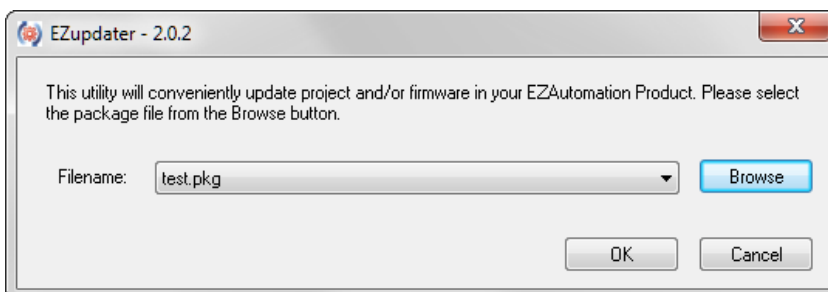 EZupdater - 2.0.2
This utility will conveniently update project and/or firmware in your EZAutomation Product. Please select
the package file from the Browse button.
Filename: test.pkg Browse
OK Cancel